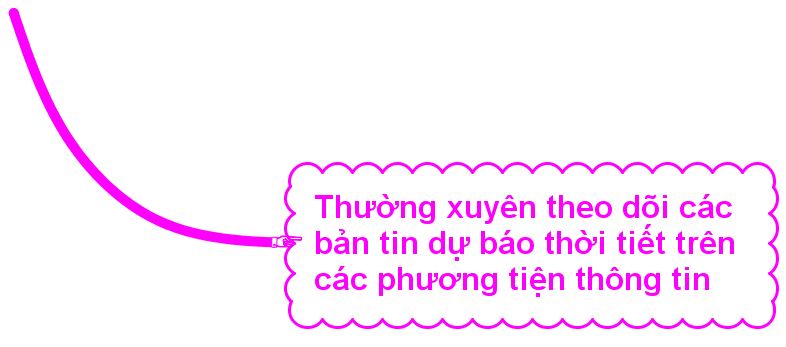 Thường xuyên theo dõi các
bản tin dự báo thời tiết trên
các phương tiện thông tin